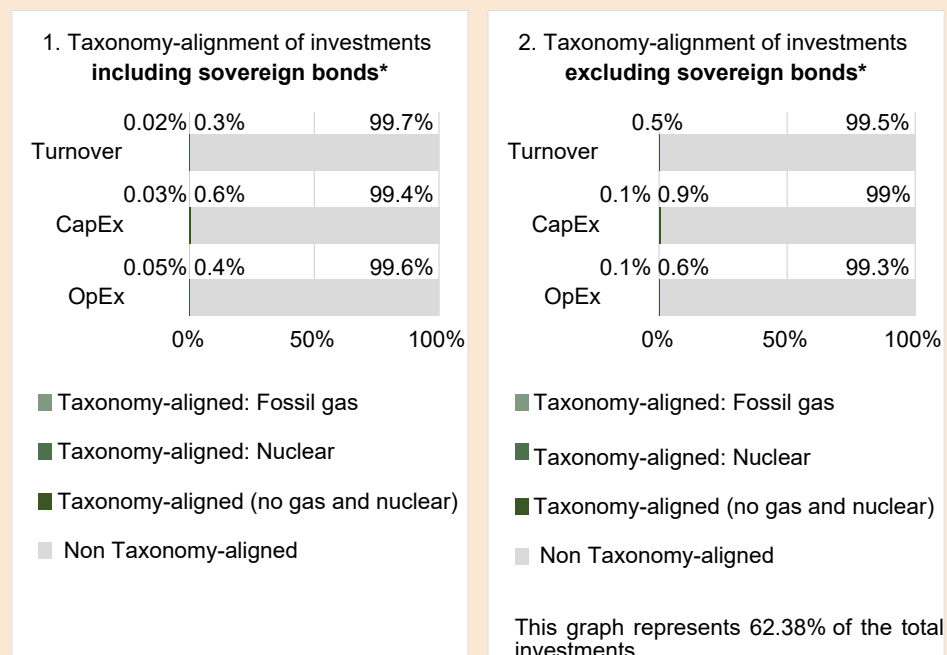 1. Taxonomy-alignment of investments
including sovereign bonds*
0.02% 0.3% 99.7%
Turnover
0.03% 0.6% 99.4%
CapEx
0.05% 0.4% 99.6%
OpEx
0% 50% 100%
Taxonomy-aligned: Fossil gas
Taxonomy-aligned: Nuclear
Taxonomy-aligned (no gas and nuclear)
Non Taxonomy-aligned
2. Taxonomy-alignment of investments
excluding sovereign bonds*
0.5% 99.5%
Turnover
0.1% 0.9% 99%
CapEx
0.1% 0.6% 99.3%
OpEx
0% 50% 100%
Taxonomy-aligned: Fossil gas
Taxonomy-aligned: Nuclear
Taxonomy-aligned (no gas and nuclear)
Non Taxonomy-aligned
This graph represents 62.38% of the total
investments